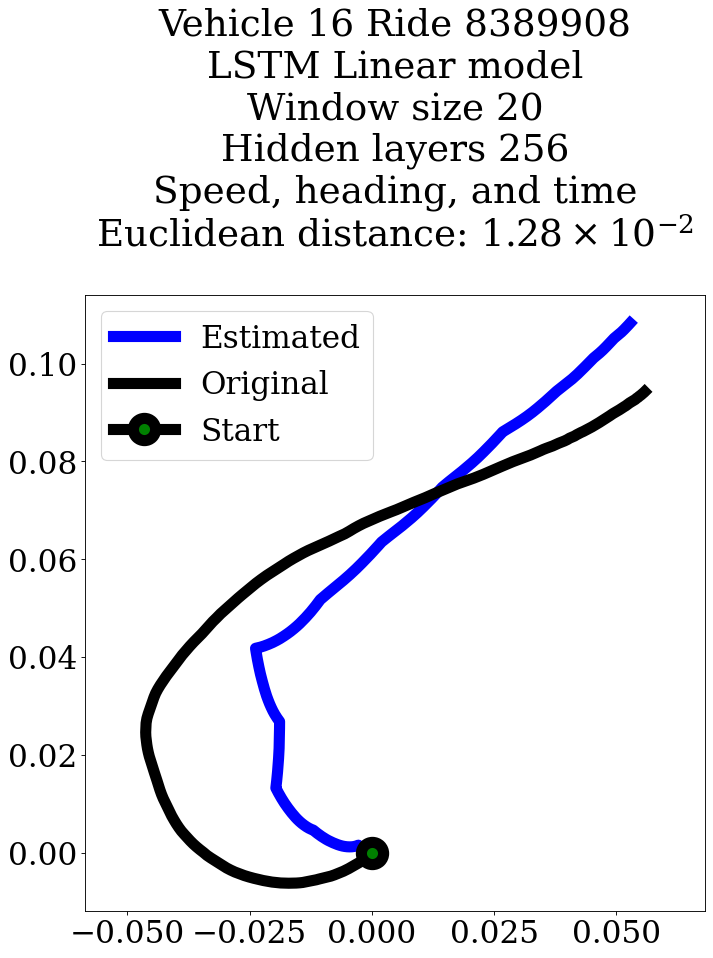 Vehicle 16 Ride 8389908
LSTM Linear model
Window size 20
Hidden layers 256
Speed, heading, and time
Euclidean distance: 1.28 × 10⁻²
Estimated
Original
Start
0.10
0.08
0.06
0.04
0.02
0.00
−0.050 −0.025 0.000 0.025 0.050